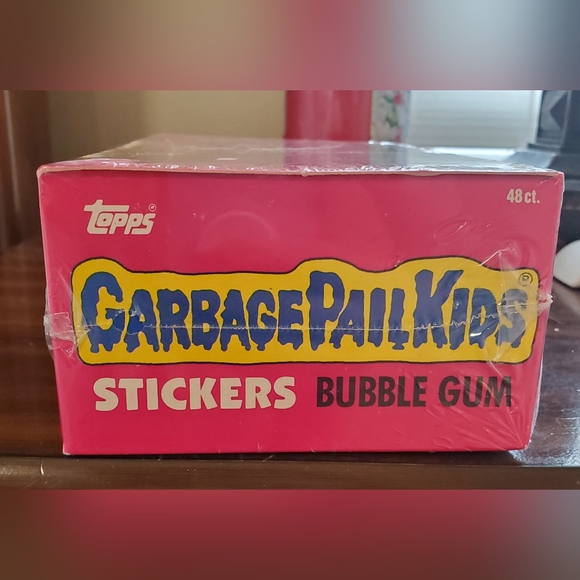 Topps®
48 ct.
GARBAGE PAIL KIDS®
STICKERS BUBBLE GUM